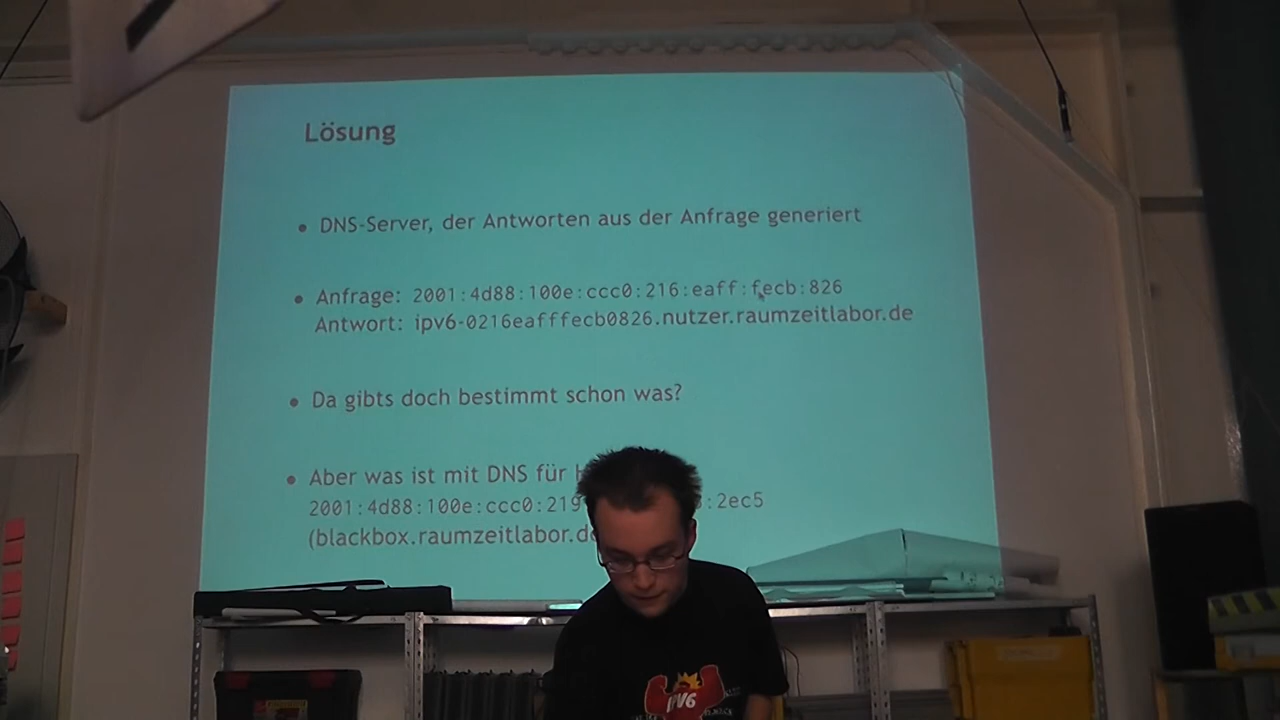 Lösung
• DNS-Server, der Antworten aus der Anfrage generiert
• Anfrage: 2001:4d88:100e:ccc0:216:eaff:fecb:826
Antwort: ipv6-0216eafffecb0826.nutzer.raumzeitlabor.de
• Da gibts doch bestimmt schon was?
• Aber was ist mit DNS für
2001:4d88:100e:ccc0:219 :2ec5
(blackbox.raumzeitlabor.de
IPV6